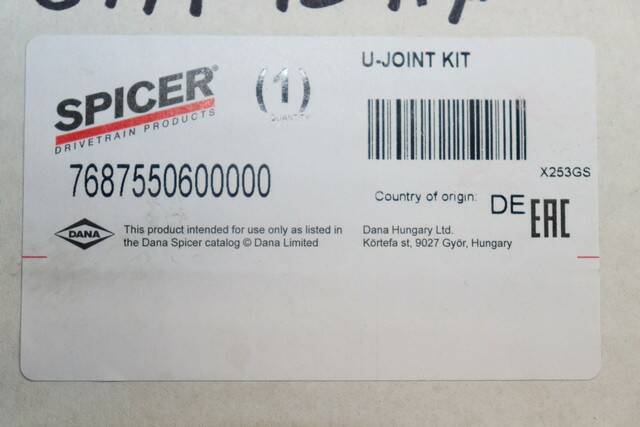 U-JOINT KIT
SPICER®
DRIVETRAIN PRODUCTS
(1)
QUANTITY
X253GS
7687550600000
Country of origin: DE
EAC
DANA
This product intended for use only as listed in
the Dana Spicer catalog © Dana Limited
Dana Hungary Ltd.
Körtefa st, 9027 Györ, Hungary